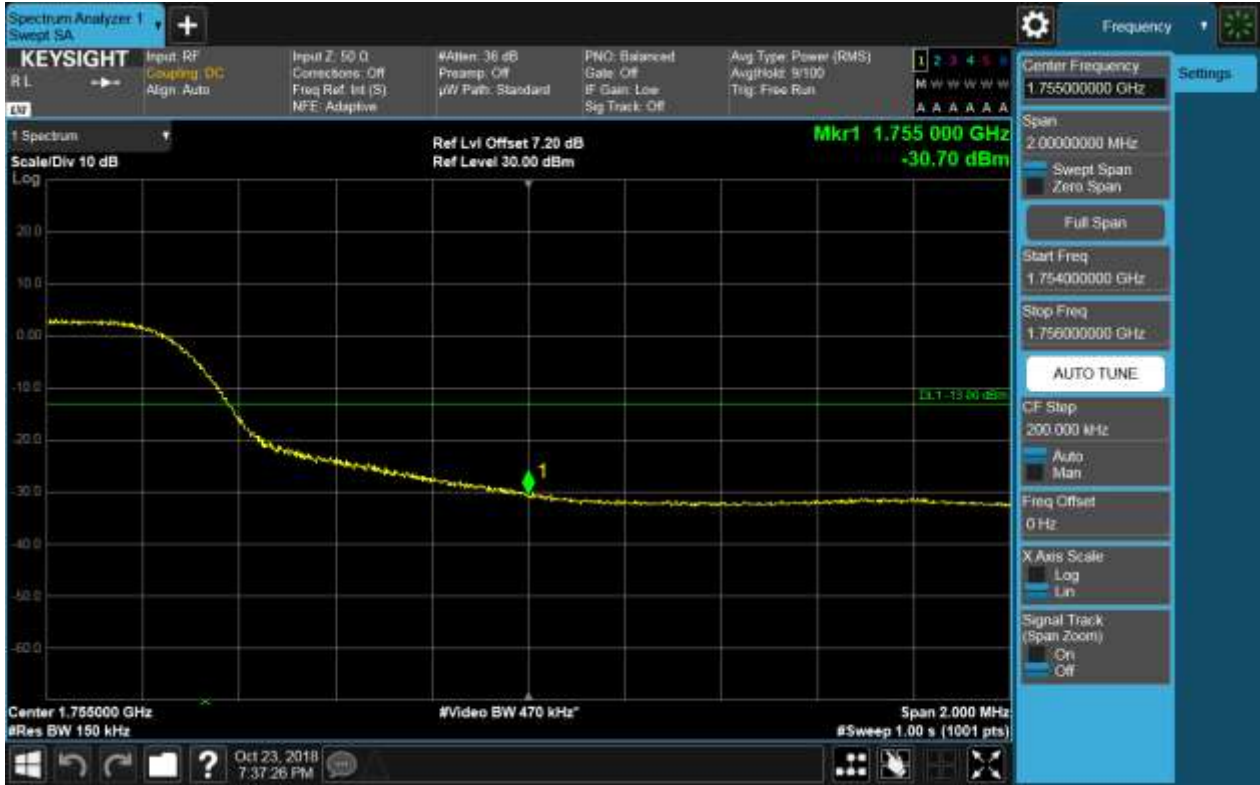 Spectrum Analyzer 1
Swept SA
Frequency
KEYSIGHT
R L
Input: RF
Coupling: DC
Align: Auto
Input Z: 50 Ω
Corrections: Off
Freq Ref: Int (S)
NFE: Adaptive
#Atten: 36 dB
Preamp: Off
µW Path: Standard
PNO: Balanced
Gate: Off
IF Gain: Low
Sig Track: Off
Avg Type: Power (RMS)
Avg|Hold: 9/100
Trig: Free Run
1 2 3 4 5 6
M W W W W W
A A A A A A
1 Spectrum
Scale/Div 10 dB
Log
Ref Lvl Offset 7.20 dB
Ref Level 30.00 dBm
Mkr1 1.755 000 GHz
-30.70 dBm
20.0
10.0
0.00
-10.0
-20.0
-30.0
-40.0
-50.0
-60.0
DL1 -13.00 dBm
1
Center 1.755000 GHz
#Res BW 150 kHz
#Video BW 470 kHz*
Span 2.000 MHz
#Sweep 1.00 s (1001 pts)
Oct 23, 2018
7:37:26 PM
Center Frequency
1.755000000 GHz
Settings
Span
2.00000000 MHz
Swept Span
Zero Span
Full Span
Start Freq
1.754000000 GHz
Stop Freq
1.756000000 GHz
AUTO TUNE
CF Step
200.000 kHz
Auto
Man
Freq Offset
0 Hz
X Axis Scale
Log
Lin
Signal Track
(Span Zoom)
On
Off